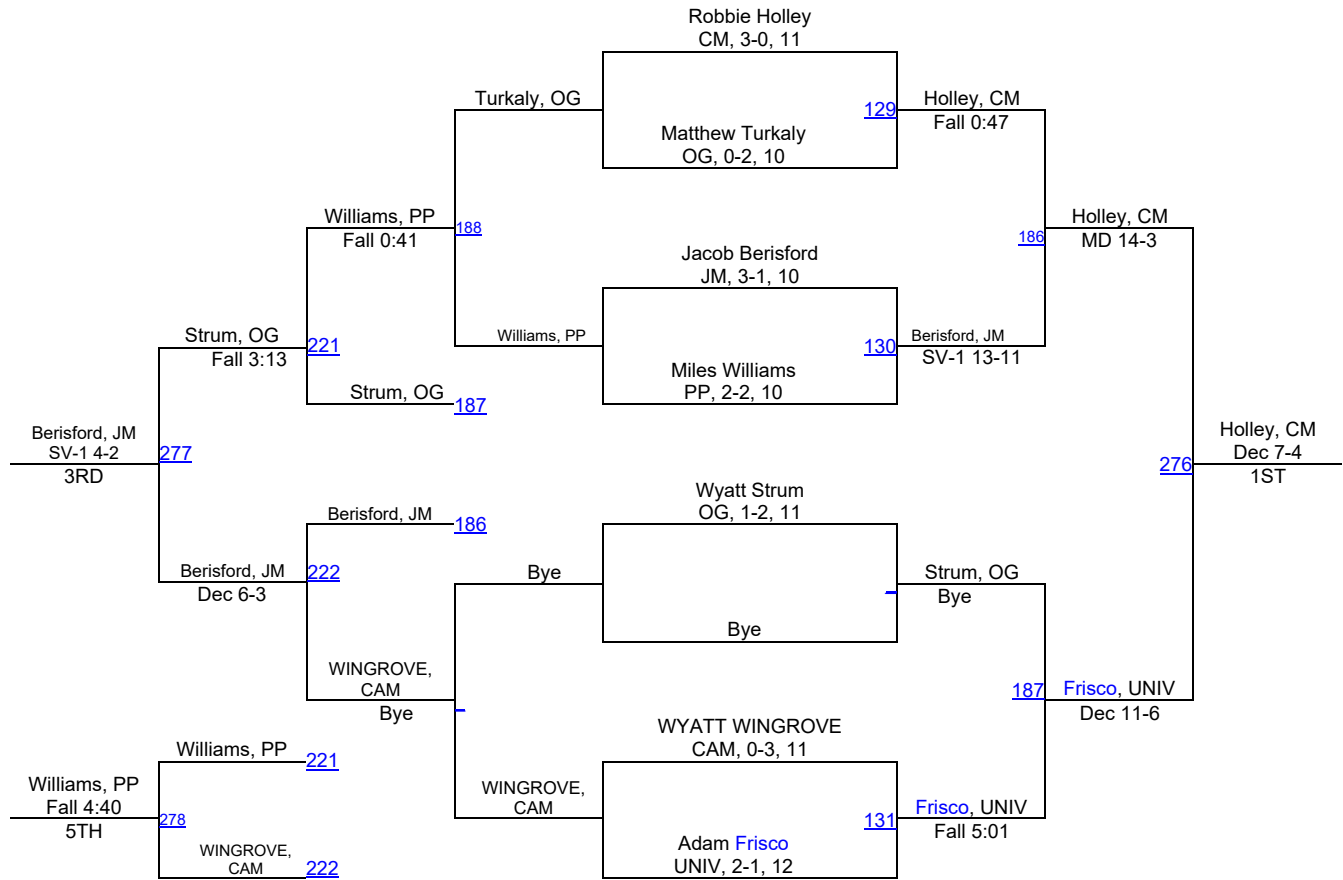 Robbie Holley
CM, 3-0, 11
Turkaly, OG
129
Holley, CM
Fall 0:47
Matthew Turkaly
OG, 0-2, 10
Williams, PP
Fall 0:41
188
186
Holley, CM
MD 14-3
Jacob Berisford
JM, 3-1, 10
Strum, OG
Fall 3:13
221
Williams, PP
130
Berisford, JM
SV-1 13-11
Miles Williams
PP, 2-2, 10
Strum, OG
187
Berisford, JM
SV-1 4-2
3RD
277
276
Holley, CM
Dec 7-4
1ST
Wyatt Strum
OG, 1-2, 11
Berisford, JM
186
Berisford, JM
Dec 6-3
222
Bye
Strum, OG
Bye
Bye
WINGROVE,
CAM
Bye
187
Frisco, UNIV
Dec 11-6
WYATT WINGROVE
CAM, 0-3, 11
Williams, PP
221
Williams, PP
Fall 4:40
5TH
278
WINGROVE,
CAM
131
Frisco, UNIV
Fall 5:01
Adam Frisco
UNIV, 2-1, 12
WINGROVE,
CAM
222